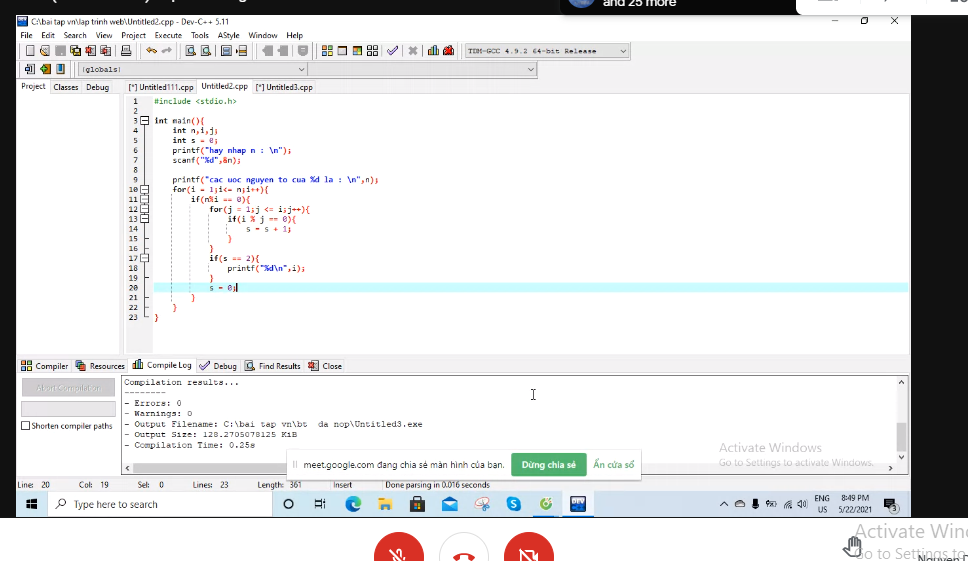 and 25 more
C:\bai tap vn\lap trinh web\Untitled2.cpp - Dev-C++ 5.11
File Edit Search View Project Execute Tools AStyle Window Help
TDM-GCC 4.9.2 64-bit Release
(globals)
Project Classes Debug [*] Untitled111.cpp Untitled2.cpp [*] Untitled3.cpp
1 #include <stdio.h>
2
3 int main(){
4 int n,i,j;
5 int s = 0;
6 printf("hay nhap n : \n");
7 scanf("%d",&n);
8
9 printf("cac uoc nguyen to cua %d la : \n",n);
10 for(i = 1;i<= n;i++){
11 if(n%i == 0){
12 for(j = 1;j <= i;j++){
13 if(i % j == 0){
14 s = s + 1;
15 }
16 }
17 if(s == 2){
18 printf("%d\n",i);
19 }
20 s = 0;
21 }
22 }
23 }
Compiler Resources Compile Log Debug Find Results Close
Abort Compilation
Shorten compiler paths
Compilation results...
--------
- Errors: 0
- Warnings: 0
- Output File: C:\bai tap vn\bt da nop\Untitled3.exe
- Output Size: 128.2705078125 KiB
- Compilation Time: 0.25s
meet.google.com đang chia sẻ màn hình của bạn. Dừng chia sẻ Ẩn cửa sổ
Activate Windows
Go to Settings to activate Windows.
Line: 20 Col: 19 Sel: 0 Lines: 23 Length: 361 Insert Done parsing in 0.016 seconds
Type here to search
ENG
US
8:49 PM
5/22/2021
3
Activate Wind
Go to Settings to